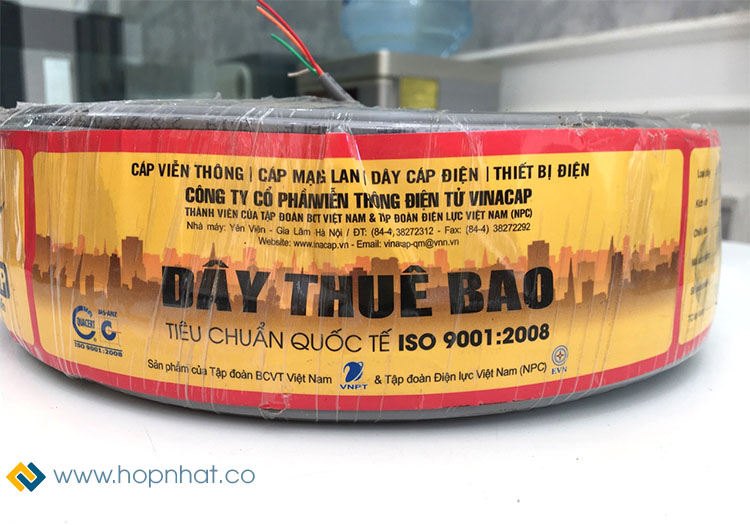 CÁP VIỄN THÔNG | CÁP MẠNG LAN | DÂY CÁP ĐIỆN | THIẾT BỊ ĐIỆN
CÔNG TY CỔ PHẦN VIỄN THÔNG ĐIỆN TỬ VINACAP
THÀNH VIÊN CỦA TẬP ĐOÀN BCVT VIỆT NAM & TẬP ĐOÀN ĐIỆN LỰC VIỆT NAM (NPC)
Nhà máy: Yên Viên - Gia Lâm Hà Nội / ĐT: (84-4) 38272312 - Fax: (84-4) 38272292
Website: www.inacap.vn - Email: vinacap-qm@vnn.vn
DÂY THUÊ BAO
TIÊU CHUẨN QUỐC TẾ ISO 9001:2008
QUACERT
JAS-ANZ
ISO 9001:2008
Sản phẩm của Tập đoàn BCVT Việt Nam VNPT & Tập đoàn Điện lực Việt Nam (NPC) EVN
www.hopnhat.co